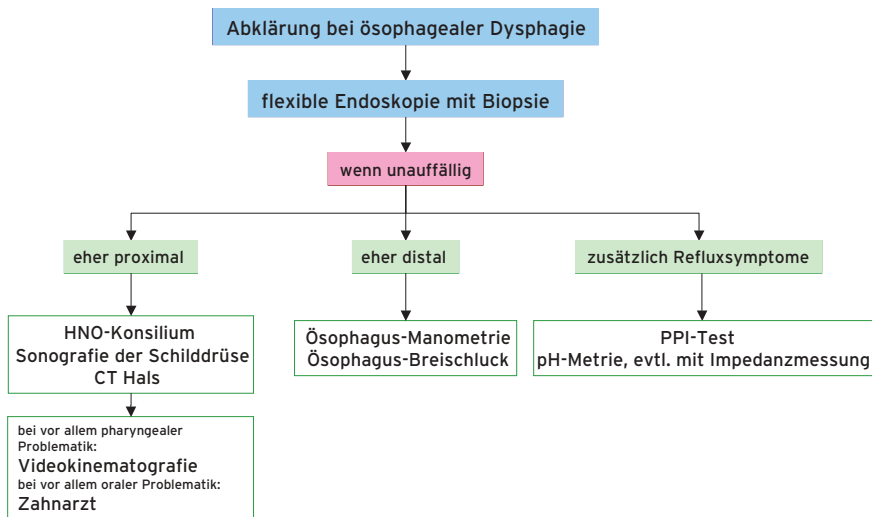 Abklärung bei ösophagealer Dysphagie
flexible Endoskopie mit Biopsie
wenn unauffällig
eher proximal
eher distal
zusätzlich Refluxsymptome
HNO-Konsilium
Sonografie der Schilddrüse
CT Hals
Ösophagus-Manometrie
Ösophagus-Breischluck
PPI-Test
pH-Metrie, evtl. mit Impedanzmessung
bei vor allem pharyngealer
Problematik:
Videokinematografie
bei vor allem oraler Problematik:
Zahnarzt